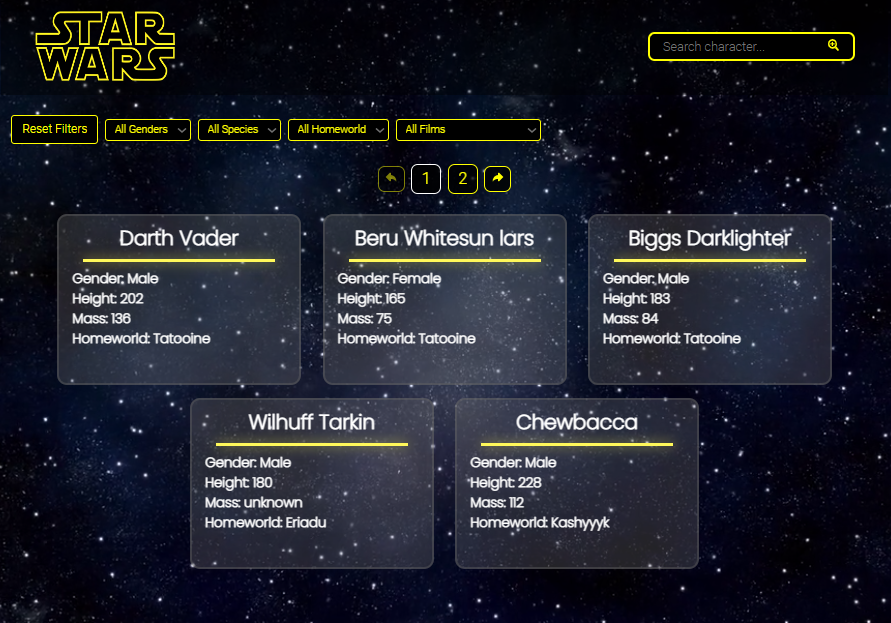 STAR
WARS
Search character...
Reset Filters
All Genders
All Species
All Homeworld
All Films
1
2
Darth Vader
Gender: Male
Height: 202
Mass: 136
Homeworld: Tatooine
Beru Whitesun lars
Gender: Female
Height: 165
Mass: 75
Homeworld: Tatooine
Biggs Darklighter
Gender: Male
Height: 183
Mass: 84
Homeworld: Tatooine
Wilhuff Tarkin
Gender: Male
Height: 180
Mass: unknown
Homeworld: Eriadu
Chewbacca
Gender: Male
Height: 228
Mass: 112
Homeworld: Kashyyyk